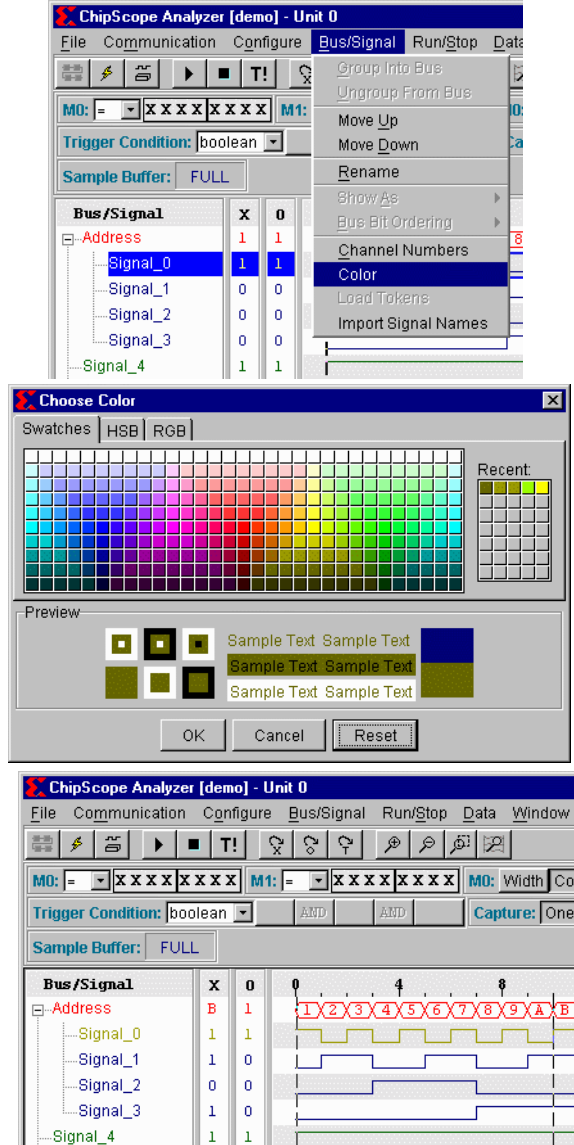 ChipScope Analyzer [demo] - Unit 0
File Communication Configure Bus/Signal Run/Stop Data
T!
Group Into Bus
Ungroup From Bus
M0: = X X X X X X X X M1:
Move Up
Trigger Condition: boolean
Move Down
Sample Buffer: FULL
Rename
Show As
Bus/Signal X O
Bus Bit Ordering
Address 1 1 8
Channel Numbers
Signal_0 1 1
Color
Signal_1 0 0
Load Tokens
Signal_2 0 0
Import Signal Names
Signal_3 0 0
Signal_4 1 1
Choose Color
Swatches HSB RGB
Recent:
Preview
Sample Text Sample Text
Sample Text Sample Text
Sample Text Sample Text
OK Cancel Reset
ChipScope Analyzer [demo] - Unit 0
File Communication Configure Bus/Signal Run/Stop Data Window
T!
M0: = X X X X X X X X M1: = X X X X X X X X M0: Width Co
Trigger Condition: boolean AND AND Capture: One
Sample Buffer: FULL
Bus/Signal X O 0 4 8
Address B 1 1 2 3 4 5 6 7 8 9 A B
Signal_0 1 1
Signal_1 1 0
Signal_2 0 0
Signal_3 1 0
Signal_4 1 1